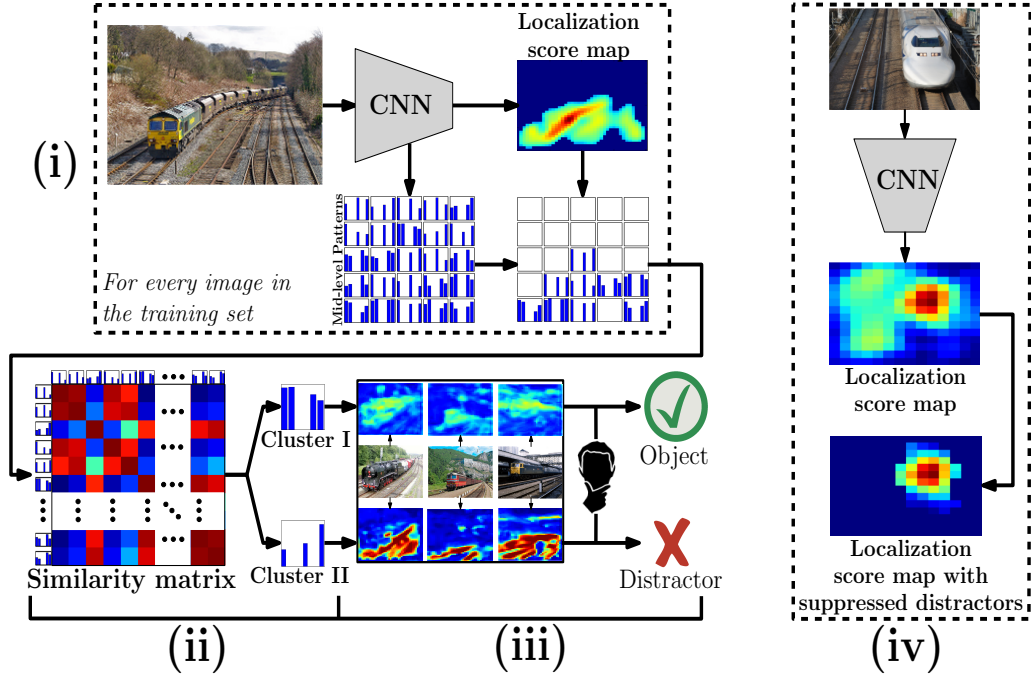 (i)
CNN
Localization
score map
Mid-level Patterns
For every image in
the training set
Similarity matrix
Cluster I
Cluster II
Object
Distractor
(ii)
(iii)
CNN
Localization
score map
Localization
score map with
suppressed distractors
(iv)